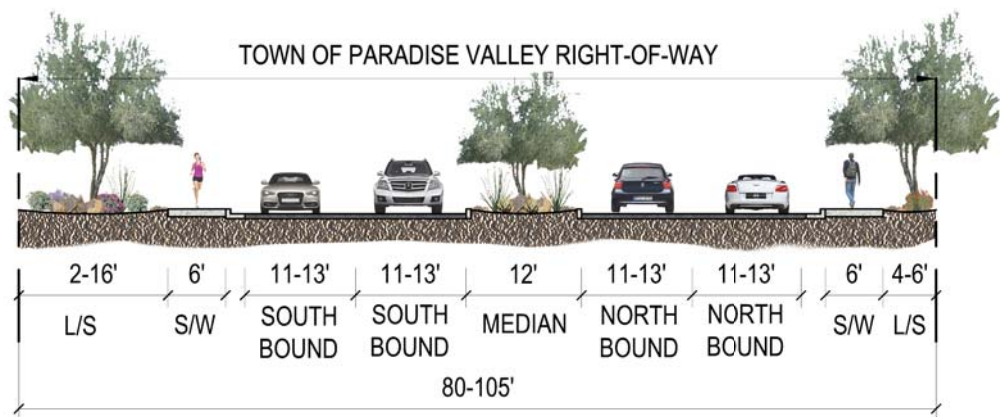 TOWN OF PARADISE VALLEY RIGHT-OF-WAY
2-16' 6' 11-13' 11-13' 12' 11-13' 11-13' 6' 4-6'
L/S S/W SOUTH BOUND SOUTH BOUND MEDIAN NORTH BOUND NORTH BOUND S/W L/S
80-105'